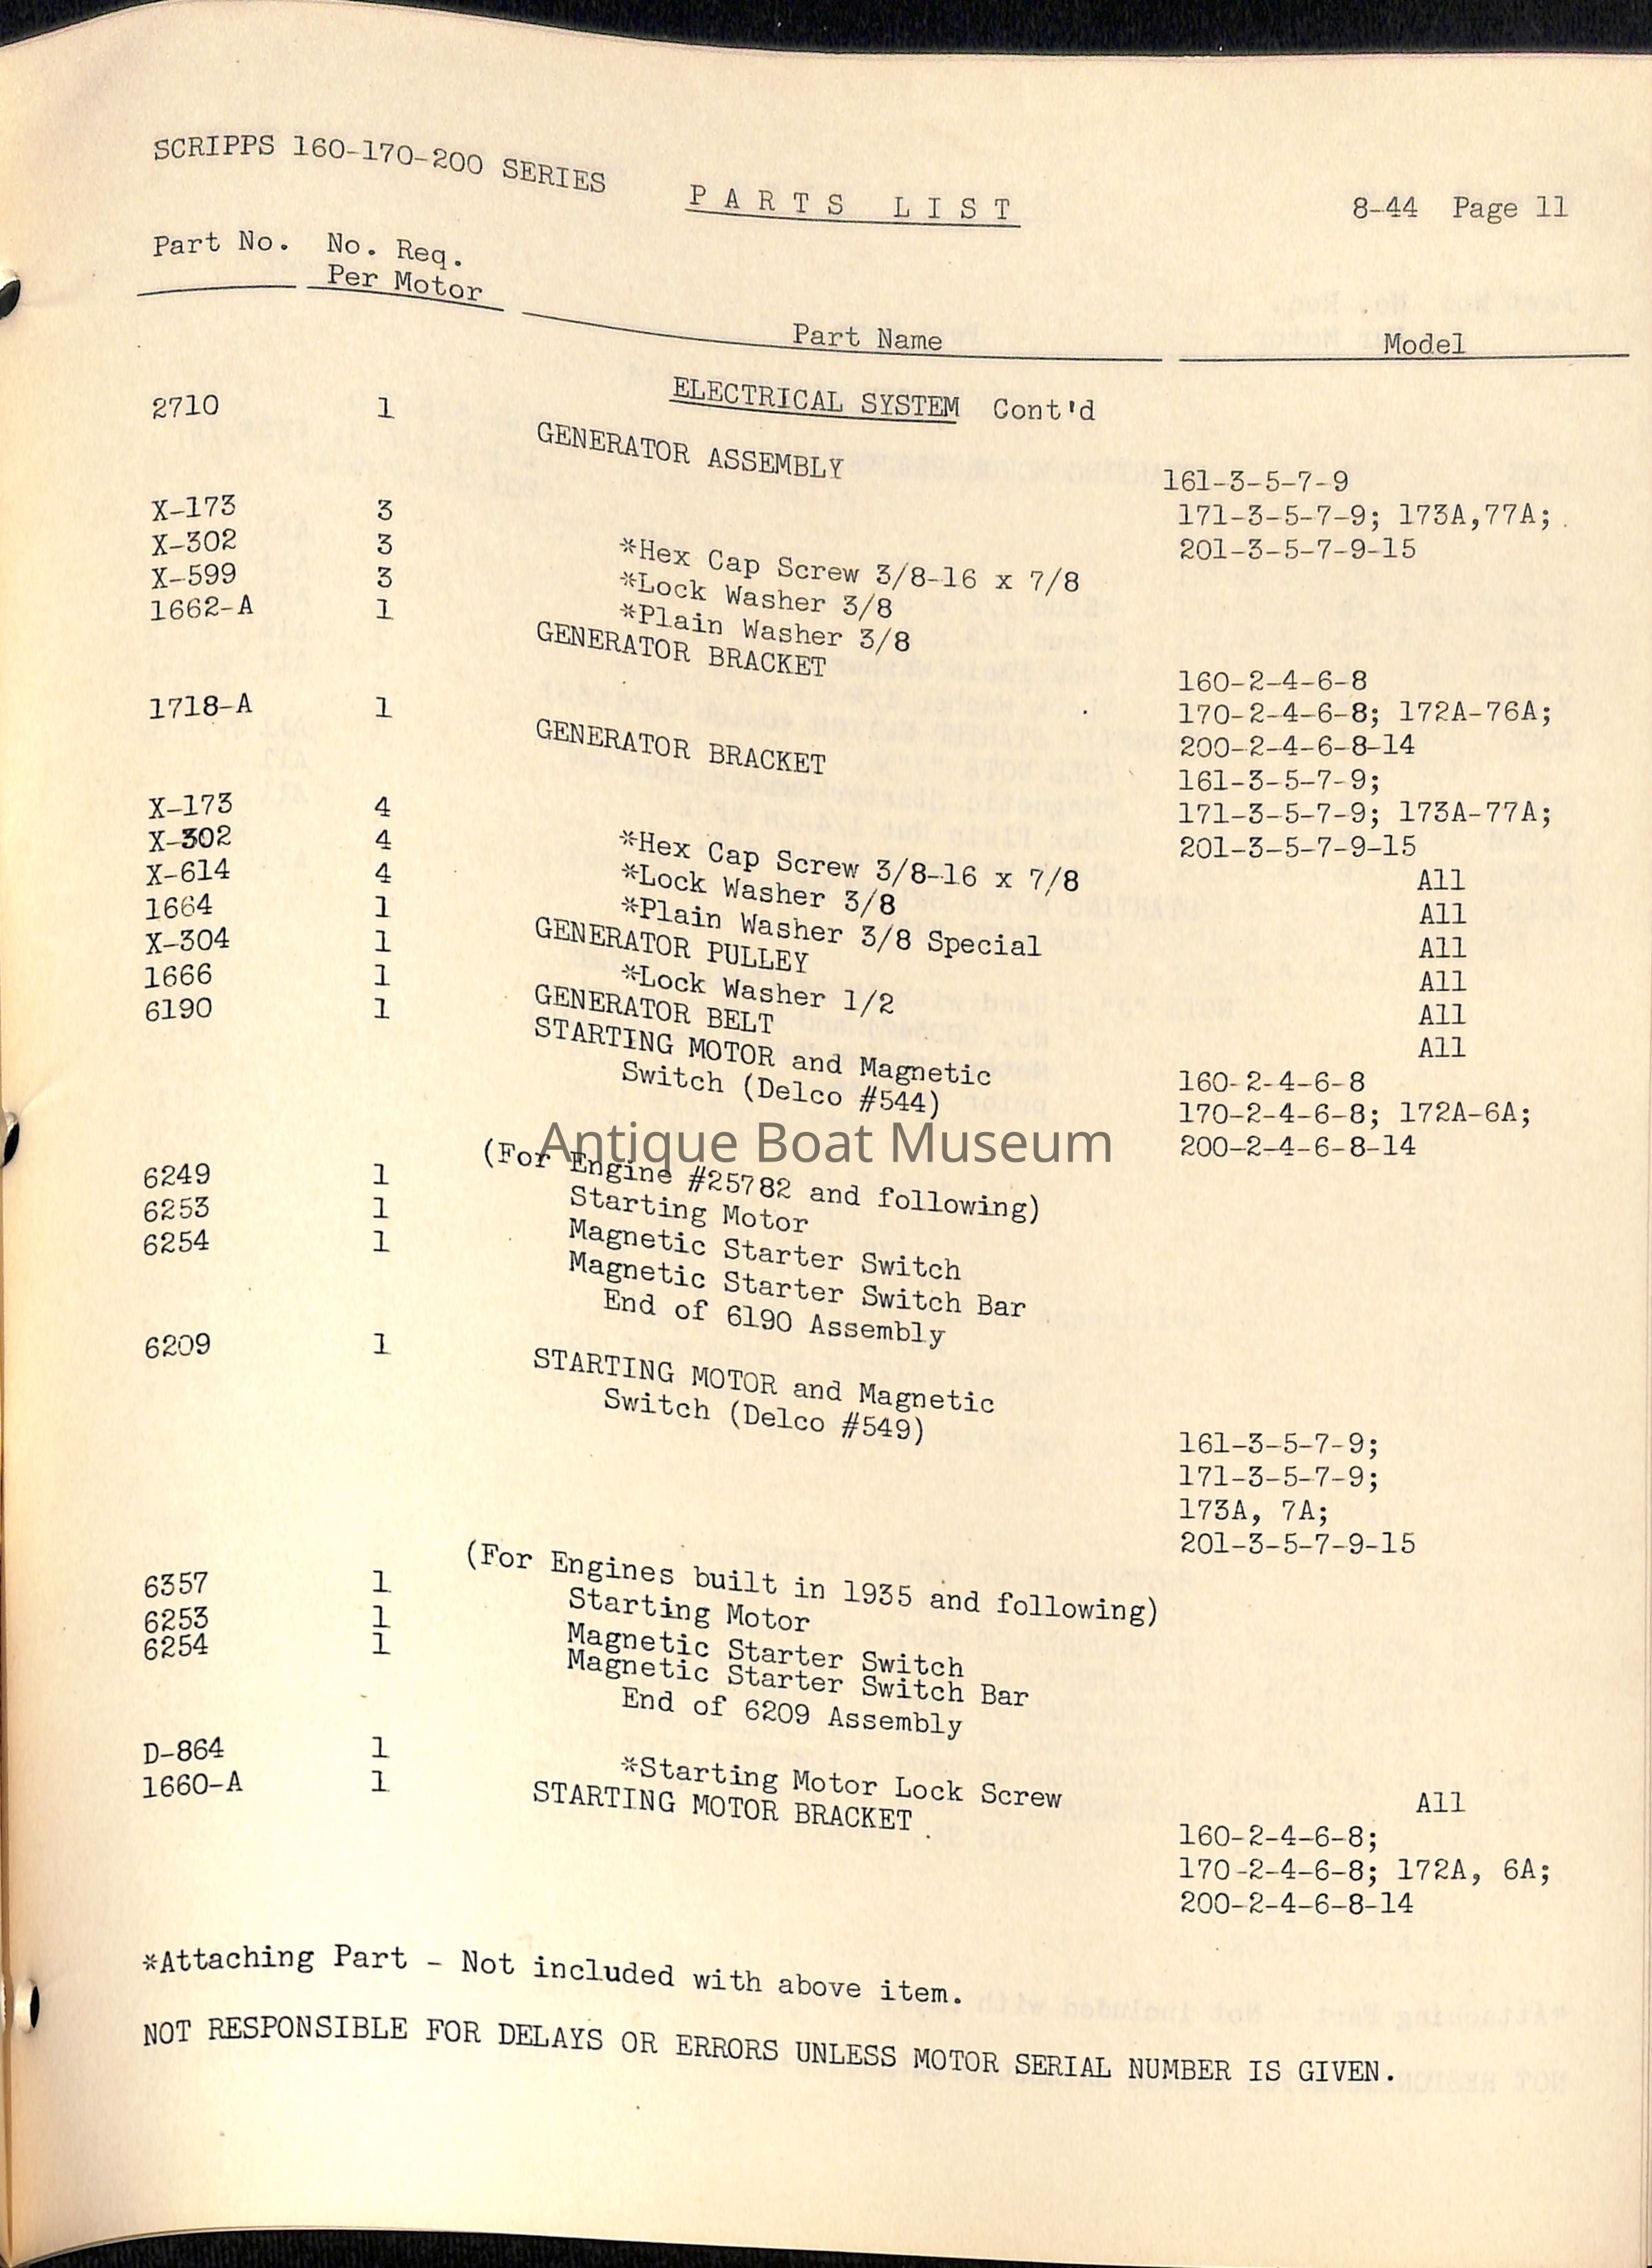 SCRIPPS 160-170-200 SERIES
PARTS LIST
8-44 Page 11
Part No. No. Req. Per Motor Part Name Model
ELECTRICAL SYSTEM Cont'd
2710 1 GENERATOR ASSEMBLY 161-3-5-7-9
171-3-5-7-9; 173A,77A;
201-3-5-7-9-15
X-173 3 *Hex Cap Screw 3/8-16 x 7/8
X-302 3 *Lock Washer 3/8
X-599 3 *Plain Washer 3/8
1662-A 1 GENERATOR BRACKET 160-2-4-6-8
170-2-4-6-8; 172A-76A;
200-2-4-6-8-14
1718-A 1 GENERATOR BRACKET 161-3-5-7-9;
171-3-5-7-9; 173A-77A;
201-3-5-7-9-15
X-173 4 *Hex Cap Screw 3/8-16 x 7/8 All
X-302 4 *Lock Washer 3/8 All
X-614 4 *Plain Washer 3/8 Special All
1664 1 GENERATOR PULLEY All
X-304 1 *Lock Washer 1/2 All
1666 1 GENERATOR BELT All
6190 1 STARTING MOTOR and Magnetic 160-2-4-6-8
Switch (Delco #544) 170-2-4-6-8; 172A-6A;
200-2-4-6-8-14
Antique Boat Museum
(For Engine #25782 and following)
6249 1 Starting Motor
6253 1 Magnetic Starter Switch
6254 1 Magnetic Starter Switch Bar
End of 6190 Assembly
6209 1 STARTING MOTOR and Magnetic
Switch (Delco #549) 161-3-5-7-9;
171-3-5-7-9;
173A, 7A;
201-3-5-7-9-15
(For Engines built in 1935 and following)
6357 1 Starting Motor
6253 1 Magnetic Starter Switch
6254 1 Magnetic Starter Switch Bar
End of 6209 Assembly
D-864 1 *Starting Motor Lock Screw All
1660-A 1 STARTING MOTOR BRACKET 160-2-4-6-8;
170-2-4-6-8; 172A, 6A;
200-2-4-6-8-14
*Attaching Part - Not included with above item.
NOT RESPONSIBLE FOR DELAYS OR ERRORS UNLESS MOTOR SERIAL NUMBER IS GIVEN.